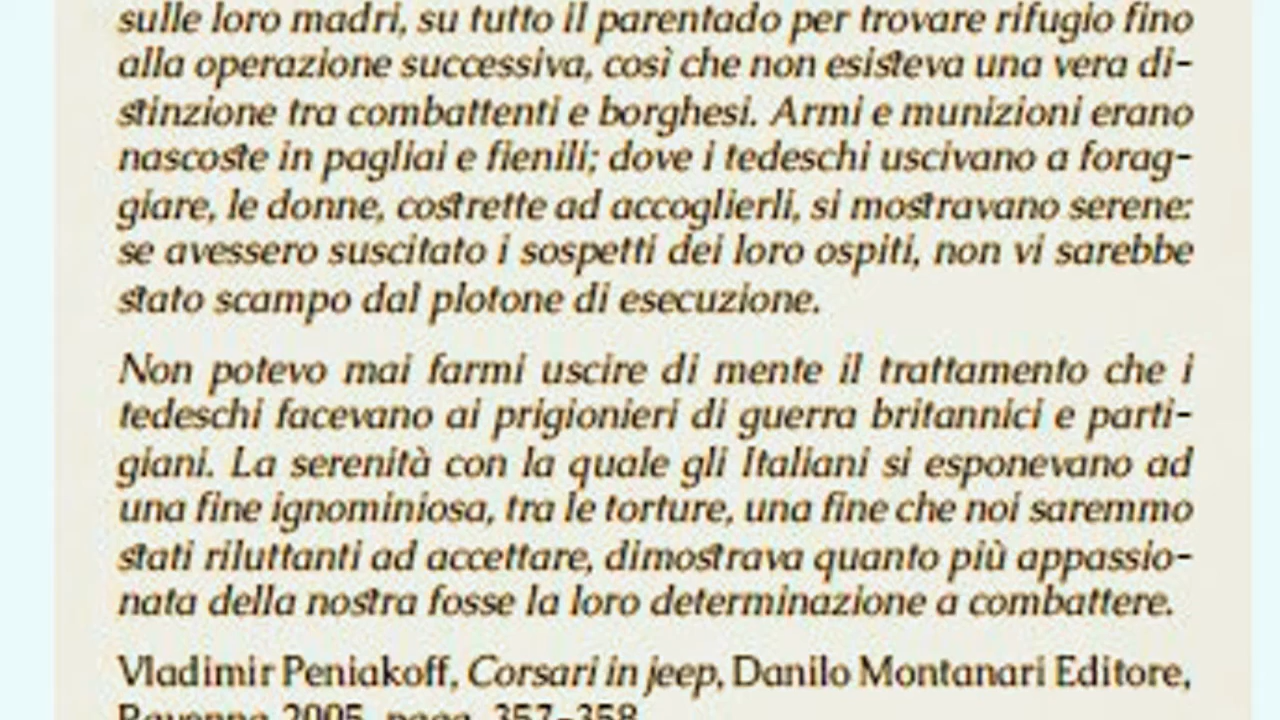 sulle loro madri, su tutto il parentado per trovare rifugio fino
alla operazione successiva, così che non esisteva una vera di-
stinzione tra combattenti e borghesi. Armi e munizioni erano
nascoste in pagliai e fienili; dove i tedeschi uscivano a forag-
giare, le donne, costrette ad accoglierli, si mostravano serene:
se avessero suscitato i sospetti dei loro ospiti, non vi sarebbe
stato scampo dal plotone di esecuzione.
Non potevo mai farmi uscire di mente il trattamento che i
tedeschi facevano ai prigionieri di guerra britannici e parti-
giani. La serenità con la quale gli Italiani si esponevano ad
una fine ignominiosa, tra le torture, una fine che noi saremmo
stati riluttanti ad accettare, dimostrava quanto più appassio-
nata della nostra fosse la loro determinazione a combattere.
Vladimir Peniakoff, Corsari in jeep, Danilo Montanari Editore,
Ravenna 2005, pagg. 357-358